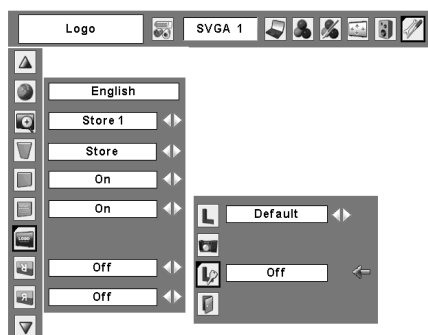 Logo
SVGA 1
English
Store 1
Store
On
On
Default
Off
Off
Off